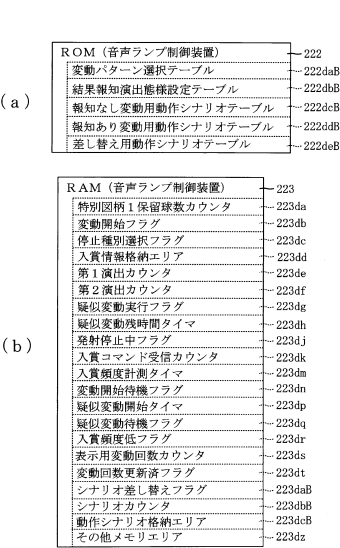 (a)
ROM（音声ランプ制御装置） 222
変動パターン選択テーブル 222daB
結果報知演出態様設定テーブル 222dbB
報知なし変動用動作シナリオテーブル 222dcB
報知あり変動用動作シナリオテーブル 222ddB
差し替え用動作シナリオテーブル 222deB
(b)
RAM（音声ランプ制御装置） 223
特別図柄１保留球数カウンタ 223da
変動開始フラグ 223db
停止種別選択フラグ 223dc
入賞情報格納エリア 223dd
第１演出カウンタ 223de
第２演出カウンタ 223df
疑似変動実行フラグ 223dg
疑似変動残時間タイマ 223dh
発射停止中フラグ 223dj
入賞コマンド受信カウンタ 223dk
入賞頻度計測タイマ 223dm
変動開始待機フラグ 223dn
疑似変動開始タイマ 223dp
疑似変動待機フラグ 223dq
入賞頻度低フラグ 223dr
表示用変動回数カウンタ 223ds
変動回数更新済フラグ 223dt
シナリオ差し替えフラグ 223daB
シナリオカウンタ 223dbB
動作シナリオ格納エリア 223dcB
その他メモリエリア 223dz